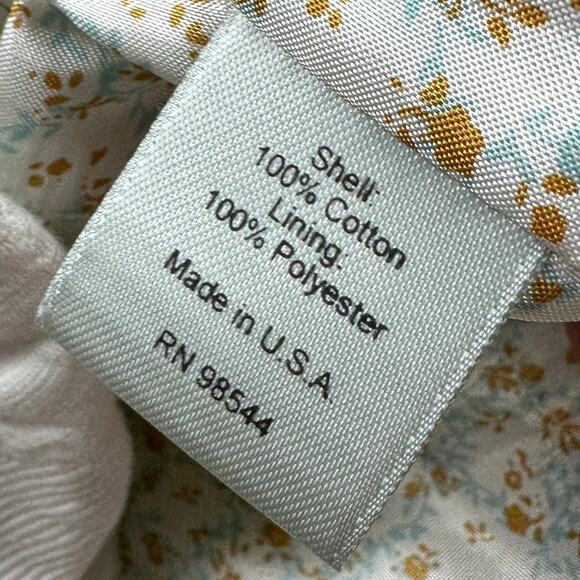 Shell:
100% Cotton
Lining:
100% Polyester
Made in U.S.A.
RN 98544